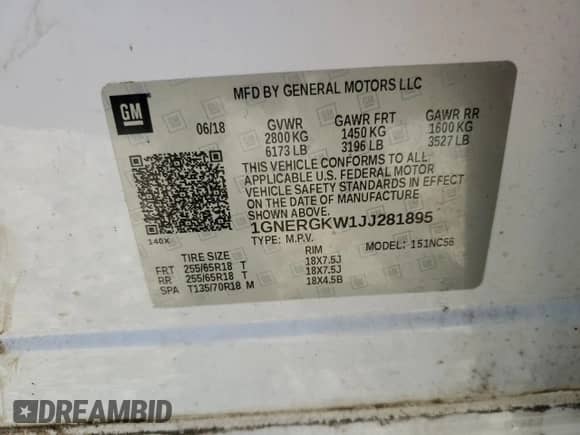 MFD BY GENERAL MOTORS LLC
GM
06/18 GVWR GAWR FRT GAWR RR
2800 KG 1450 KG 1600 KG
6173 LB 3196 LB 3527 LB
THIS VEHICLE CONFORMS TO ALL
APPLICABLE U.S. FEDERAL MOTOR
VEHICLE SAFETY STANDARDS IN EFFECT
ON THE DATE OF MANUFACTURE
SHOWN ABOVE.
1GNERGKW1JJ281895
TYPE: M.P.V. MODEL: 1S1NC56
140X
TIRE SIZE RIM
FRT 255/65R18 T 18X7.5J
RR 255/65R18 T 18X7.5J
SPA T135/70R18 M 18X4.5B
DREAMBID